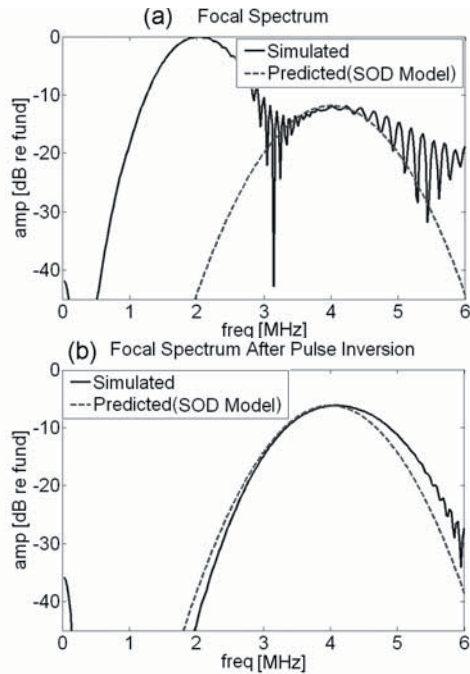 (a) Focal Spectrum
Simulated
Predicted(SOD Model)
0
-10
-20
-30
-40
amp [dB re fund]
0 1 2 3 4 5 6
freq [MHz]
(b) Focal Spectrum After Pulse Inversion
Simulated
Predicted(SOD Model)
0
-10
-20
-30
-40
amp [dB re fund]
0 1 2 3 4 5 6
freq [MHz]